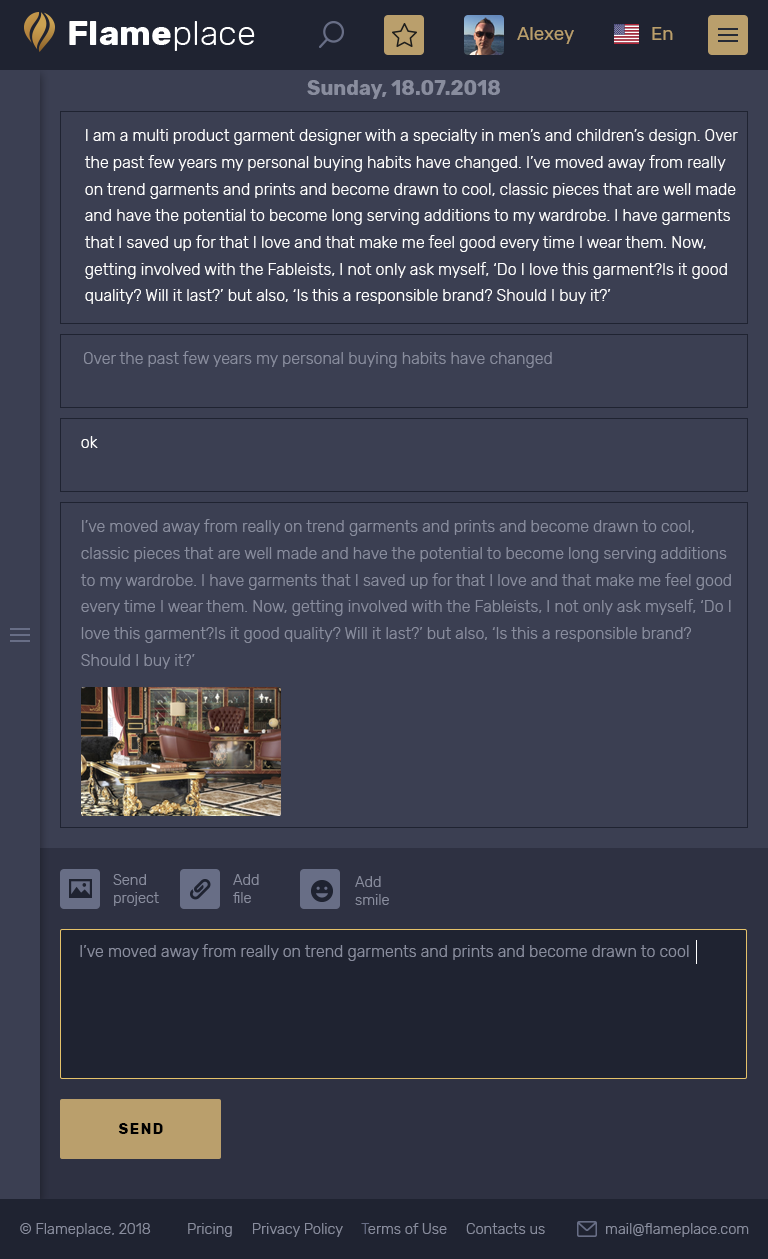 Flameplace
Alexey
En
Sunday, 18.07.2018
I am a multi product garment designer with a specialty in men’s and children’s design. Over
the past few years my personal buying habits have changed. I’ve moved away from really
on trend garments and prints and become drawn to cool, classic pieces that are well made
and have the potential to become long serving additions to my wardrobe. I have garments
that I saved up for that I love and that make me feel good every time I wear them. Now,
getting involved with the Fableists, I not only ask myself, ‘Do I love this garment?Is it good
quality? Will it last?’ but also, ‘Is this a responsible brand? Should I buy it?’
Over the past few years my personal buying habits have changed
ok
I’ve moved away from really on trend garments and prints and become drawn to cool,
classic pieces that are well made and have the potential to become long serving additions
to my wardrobe. I have garments that I saved up for that I love and that make me feel good
every time I wear them. Now, getting involved with the Fableists, I not only ask myself, ‘Do I
love this garment?Is it good quality? Will it last?’ but also, ‘Is this a responsible brand?
Should I buy it?’
Send
project
Add
file
Add
smile
I’ve moved away from really on trend garments and prints and become drawn to cool
SEND
© Flameplace, 2018 Pricing Privacy Policy Terms of Use Contacts us mail@flameplace.com